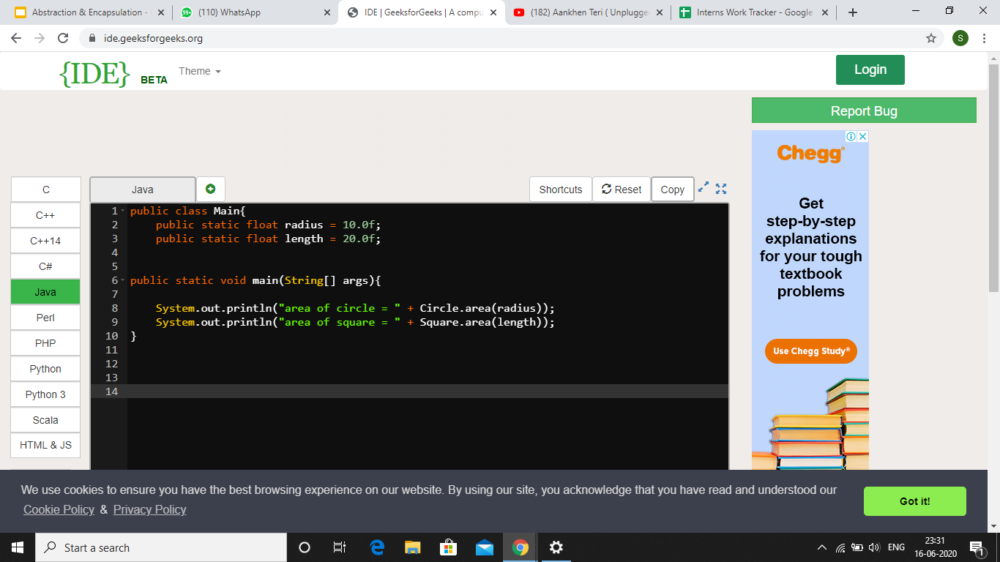 Abstraction & Encapsulation -
(110) WhatsApp
IDE | GeeksforGeeks | A compu
(182) Aankhen Teri ( Unplugge
Interns Work Tracker - Google
ide.geeksforgeeks.org
S
{IDE} BETA
Theme
Login
Report Bug
C
C++
C++14
C#
Java
Perl
PHP
Python
Python 3
Scala
HTML & JS
Java
Shortcuts
Reset
Copy
1 public class Main{
2 public static float radius = 10.0f;
3 public static float length = 20.0f;
4
5
6 public static void main(String[] args){
7
8 System.out.println("area of circle = " + Circle.area(radius));
9 System.out.println("area of square = " + Square.area(length));
10 }
11
12
13
14
Chegg®
Get
step-by-step
explanations
for your tough
textbook
problems
Use Chegg Study®
We use cookies to ensure you have the best browsing experience on our website. By using our site, you acknowledge that you have read and understood our
Cookie Policy & Privacy Policy
Got it!
Start a search
ENG
23:31
16-06-2020
1